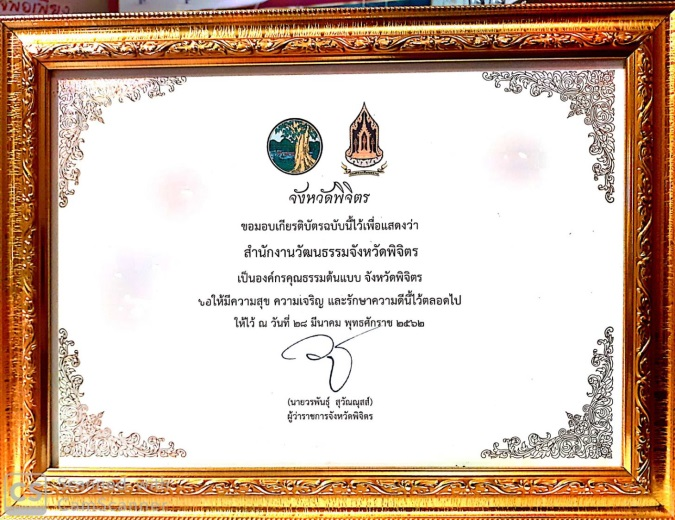 จังหวัดพิจิตร
ขอมอบเกียรติบัตรฉบับนี้ไว้เพื่อแสดงว่า
สำนักงานวัฒนธรรมจังหวัดพิจิตร
เป็นองค์กรคุณธรรมต้นแบบ จังหวัดพิจิตร
ขอให้มีความสุข ความเจริญ และรักษาความดีนี้ไว้ตลอดไป
ให้ไว้ ณ วันที่ ๒๘ มีนาคม พุทธศักราช ๒๕๖๒
(นายวรพันธุ์ สุวัณณุสส์)
ผู้ว่าราชการจังหวัดพิจิตร
CS